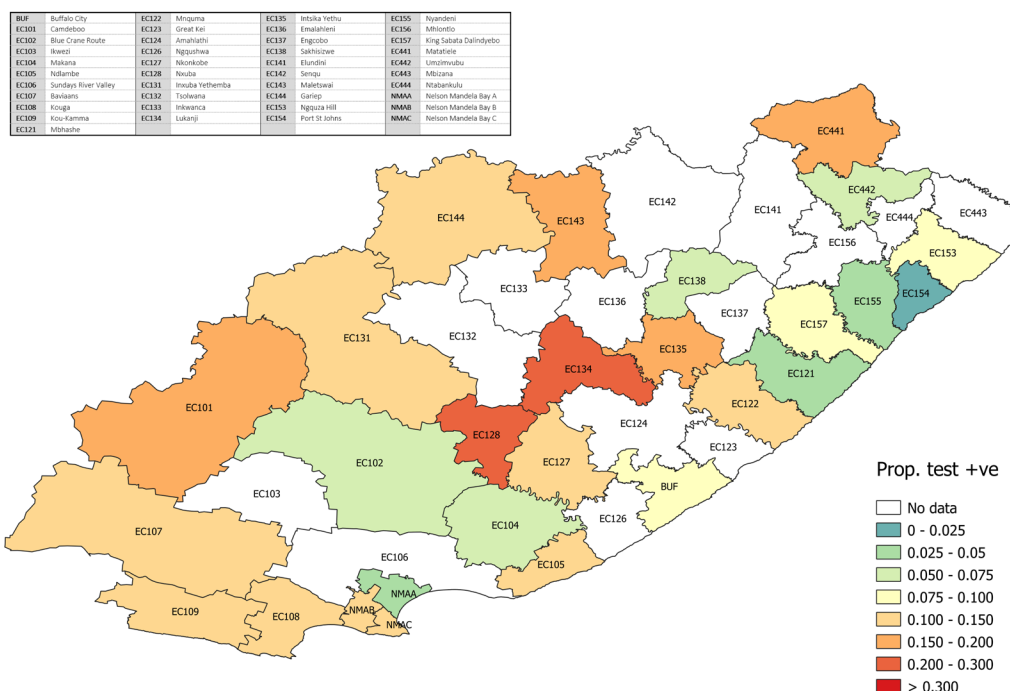 BUF Buffalo City EC122 Mnquma EC135 Intsika Yethu EC155 Nyandeni
EC101 Camdeboo EC123 Great Kei EC136 Emalahleni EC156 Mhlontlo
EC102 Blue Crane Route EC124 Amahlathi EC137 Engcobo EC157 King Sabata Dalindyebo
EC103 Ikwezi EC126 Ngqushwa EC138 Sakhisizwe EC441 Matatiele
EC104 Makana EC127 Nkonkobe EC141 Elundini EC442 Umzimvubu
EC105 Ndlambe EC128 Nxuba EC142 Senqu EC443 Mbizana
EC106 Sundays River Valley EC131 Inxuba Yethemba EC143 Maletswai EC444 Ntabankulu
EC107 Baviaans EC132 Tsolwana EC144 Gariep NMAA Nelson Mandela Bay A
EC108 Kouga EC133 Inkwanca EC153 Ngquza Hill NMAB Nelson Mandela Bay B
EC109 Kou-Kamma EC134 Lukanji EC154 Port St Johns NMAC Nelson Mandela Bay C
EC121 Mbhashe
EC441
EC442
EC142
EC141
EC444
EC443
EC144
EC143
EC156
EC153
EC138
EC133
EC136
EC155
EC154
EC137
EC157
EC132
EC131
EC135
EC134
EC121
EC101
EC122
EC124
EC128
EC123
EC102
EC127
BUF
EC103
EC126
EC104
EC107
EC106
EC105
NMAA
NMAB
EC109
EC108
NMAC
Prop. test +ve
No data
0 - 0.025
0.025 - 0.05
0.050 - 0.075
0.075 - 0.100
0.100 - 0.150
0.150 - 0.200
0.200 - 0.300
> 0.300